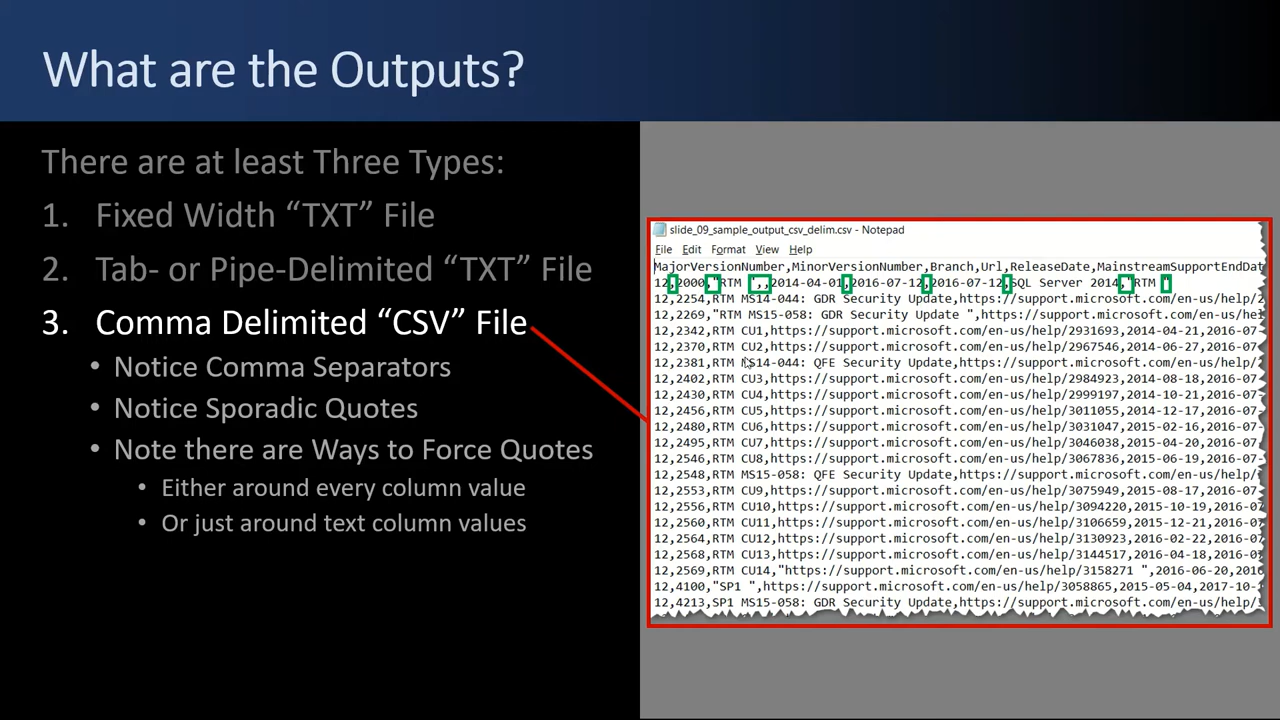 What are the Outputs?
There are at least Three Types:
1. Fixed Width “TXT” File
2. Tab- or Pipe-Delimited “TXT” File
3. Comma Delimited “CSV” File
• Notice Comma Separators
• Notice Sporadic Quotes
• Note there are Ways to Force Quotes
• Either around every column value
• Or just around text column values
slide_09_sample_output_csv_delim.csv - Notepad
File Edit Format View Help
MajorVersionNumber,MinorVersionNumber,Branch,Url,ReleaseDate,MainstreamSupportEndDat
12,2000,"RTM ",,2014-04-01,2016-07-12,2016-07-12,SQL Server 2014,"RTM "
12,2254,RTM MS14-044: GDR Security Update,https://support.microsoft.com/en-us/help/2
12,2269,"RTM MS15-058: GDR Security Update ",https://support.microsoft.com/en-us/hel
12,2342,RTM CU1,https://support.microsoft.com/en-us/help/2931693,2014-04-21,2016-07
12,2370,RTM CU2,https://support.microsoft.com/en-us/help/2967546,2014-06-27,2016-07-
12,2381,RTM MS14-044: QFE Security Update,https://support.microsoft.com/en-us/help/
12,2402,RTM CU3,https://support.microsoft.com/en-us/help/2984923,2014-08-18,2016-07-
12,2430,RTM CU4,https://support.microsoft.com/en-us/help/2999197,2014-10-21,2016-07
12,2456,RTM CU5,https://support.microsoft.com/en-us/help/3011055,2014-12-17,2016-07-
12,2480,RTM CU6,https://support.microsoft.com/en-us/help/3031047,2015-02-16,2016-07-
12,2495,RTM CU7,https://support.microsoft.com/en-us/help/3046038,2015-04-20,2016-07-
12,2546,RTM CU8,https://support.microsoft.com/en-us/help/3067836,2015-06-19,2016-07-
12,2548,RTM MS15-058: QFE Security Update,https://support.microsoft.com/en-us/help/
12,2553,RTM CU9,https://support.microsoft.com/en-us/help/3075949,2015-08-17,2016-07-
12,2556,RTM CU10,https://support.microsoft.com/en-us/help/3094220,2015-10-19,2016-0
12,2560,RTM CU11,https://support.microsoft.com/en-us/help/3106659,2015-12-21,2016-0
12,2564,RTM CU12,https://support.microsoft.com/en-us/help/3130923,2016-02-22,2016-0
12,2568,RTM CU13,https://support.microsoft.com/en-us/help/3144517,2016-04-18,2016-0
12,2569,RTM CU14,"https://support.microsoft.com/en-us/help/3158271 ",2016-06-20,2016
12,4100,"SP1 ",https://support.microsoft.com/en-us/help/3058865,2015-05-04,2017-10-
12,4213,SP1 MS15-058: GDR Security Update,https://support.microsoft.com/en-us/help/